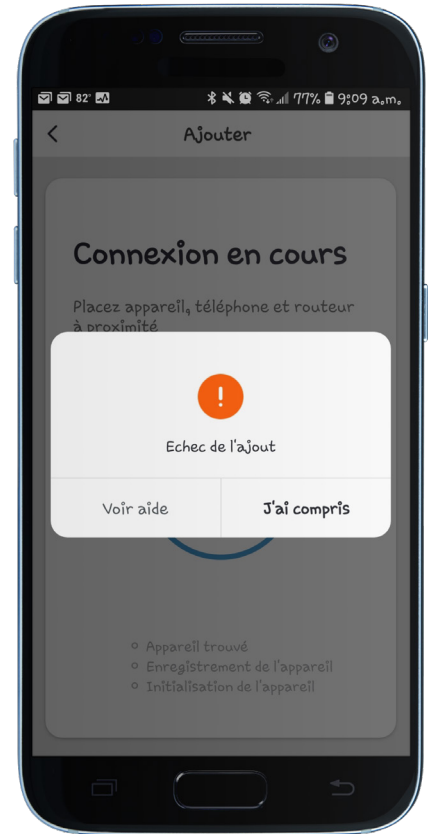 82° 77% 9:09 a.m.
Ajouter
Connexion en cours
Placez appareil, téléphone et routeur
à proximité
!
Echec de l'ajout
Voir aide J'ai compris
Appareil trouvé
Enregistrement de l'appareil
Initialisation de l'appareil